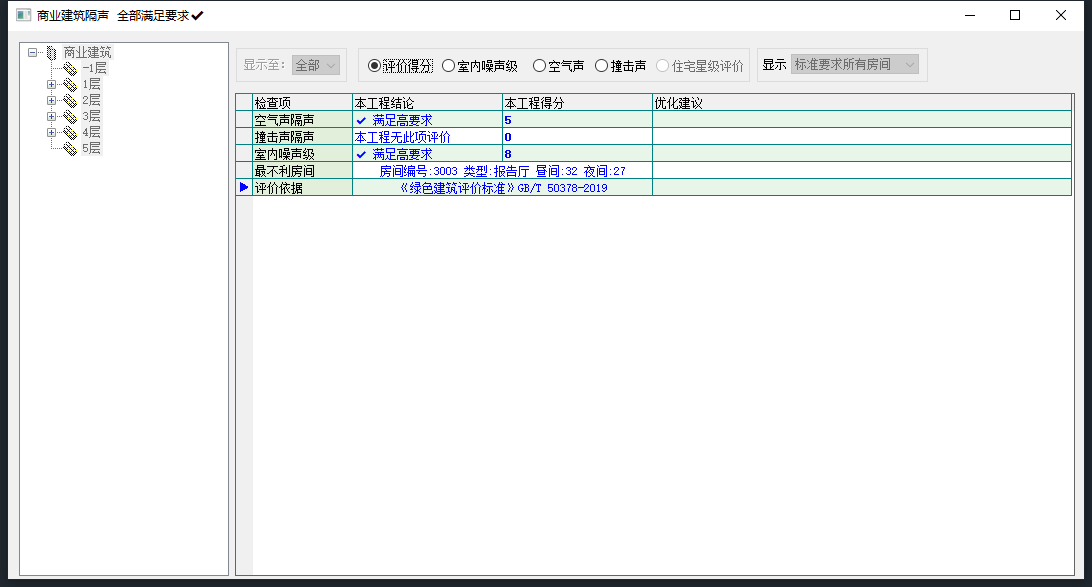 商业建筑隔声 全部满足要求✔
显示至: 全部 评价得分 室内噪声级 空气声 撞击声 住宅星级评价 显示 标准要求所有房间
商业建筑
-1层
1层
2层
3层
4层
5层
检查项 本工程结论 本工程得分 优化建议
空气声隔声 ✔ 满足高要求 5
撞击声隔声 本工程无此项评价 0
室内噪声级 ✔ 满足高要求 8
最不利房间 房间编号:3003 类型:报告厅 昼间:32 夜间:27
评价依据 《绿色建筑评价标准》GB/T 50378-2019